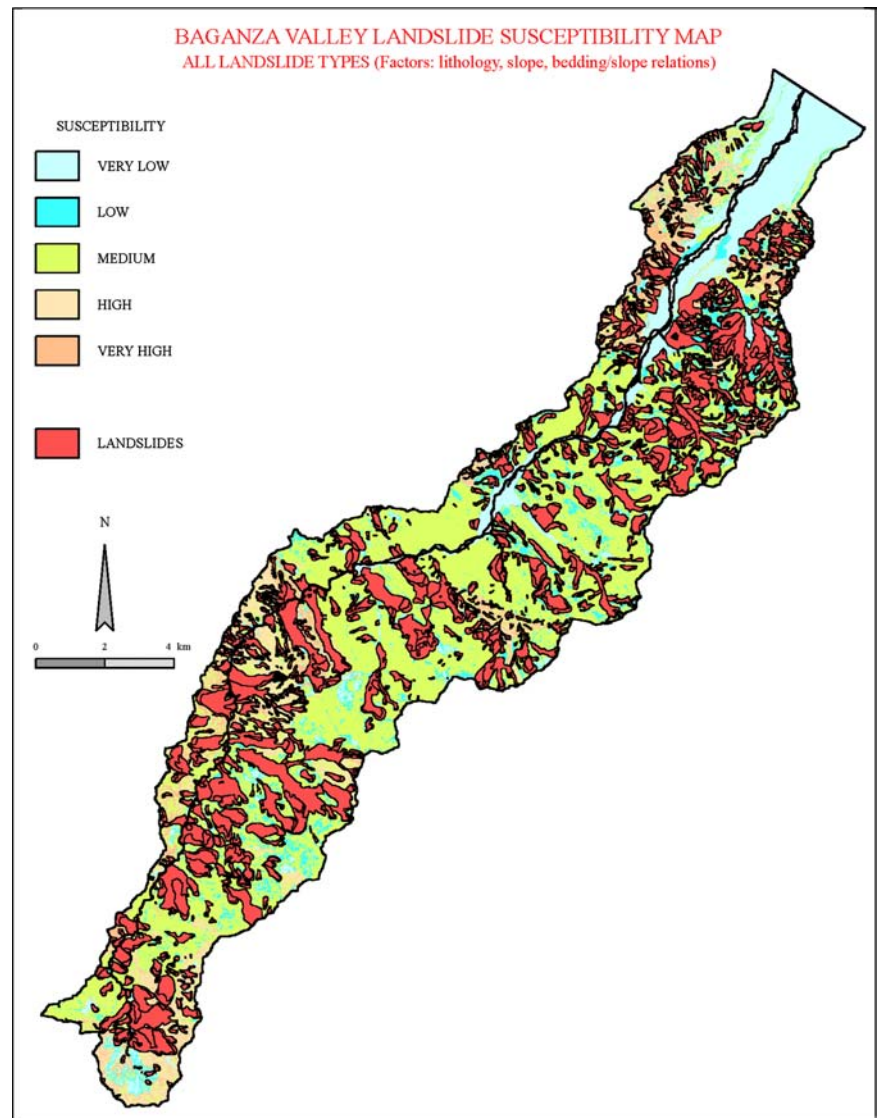 BAGANZA VALLEY LANDSLIDE SUSCEPTIBILITY MAP
ALL LANDSLIDE TYPES (Factors: lithology, slope, bedding/slope relations)
SUSCEPTIBILITY
VERY LOW
LOW
MEDIUM
HIGH
VERY HIGH
LANDSLIDES
N
0 2 4 km